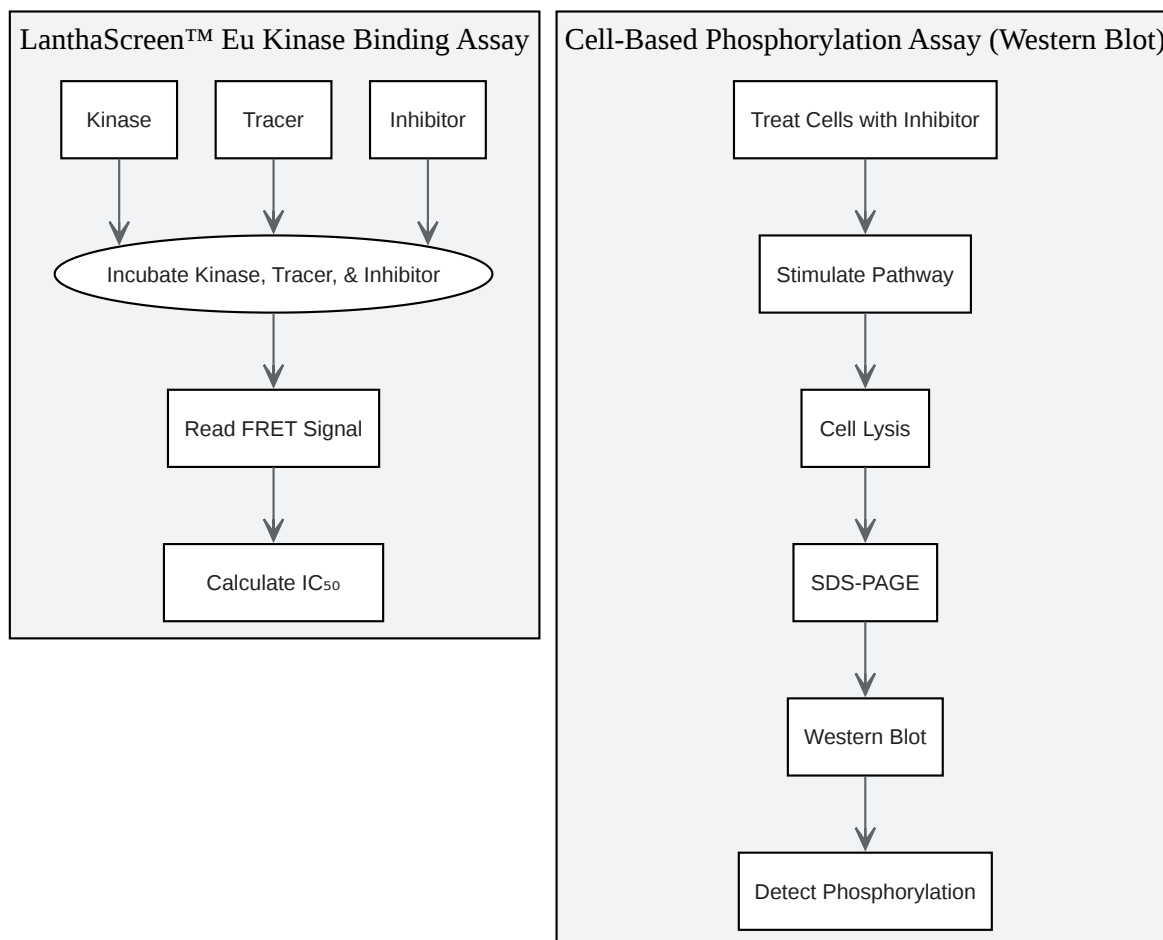 LanthaScreen™ Eu Kinase Binding Assay
Kinase
Tracer
Inhibitor
Incubate Kinase, Tracer, & Inhibitor
Read FRET Signal
Calculate IC₅₀
Cell-Based Phosphorylation Assay (Western Blot)
Treat Cells with Inhibitor
Stimulate Pathway
Cell Lysis
SDS-PAGE
Western Blot
Detect Phosphorylation